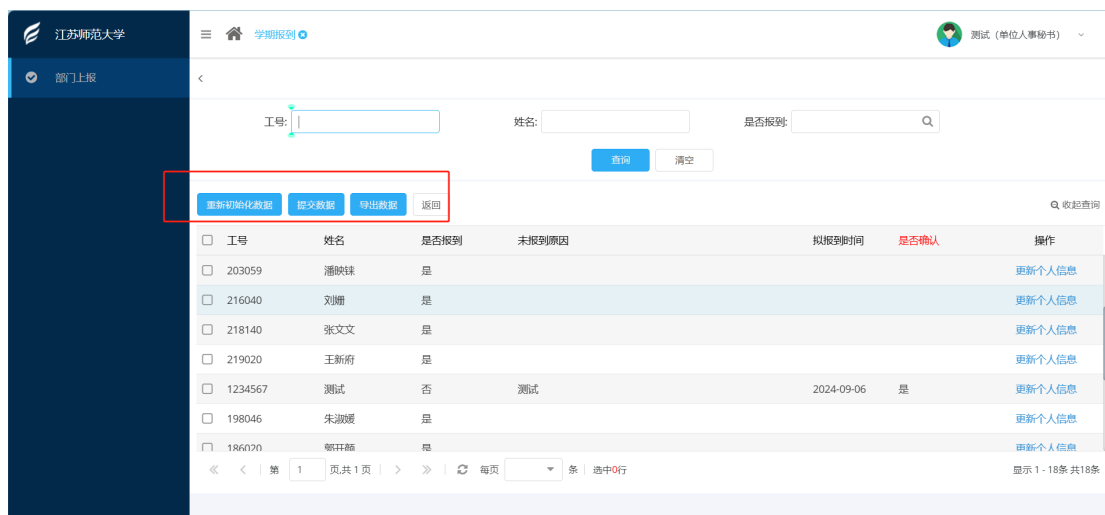 江苏师范大学
学期报到
测试（单位人事秘书）
部门上报
工号:
姓名:
是否报到:
查询
清空
重新初始化数据 提交数据 导出数据 返回
收起查询
工号 姓名 是否报到 未报到原因 拟报到时间 是否确认 操作
203059 潘映铼 是 更新个人信息
216040 刘姗 是 更新个人信息
218140 张文文 是 更新个人信息
219020 王新府 是 更新个人信息
1234567 测试 否 测试 2024-09-06 是 更新个人信息
198046 朱淑媛 是 更新个人信息
186020 郭开颜 是 更新个人信息
第 1 页,共 1 页 每页 条 选中0行
显示 1 - 18条 共18条